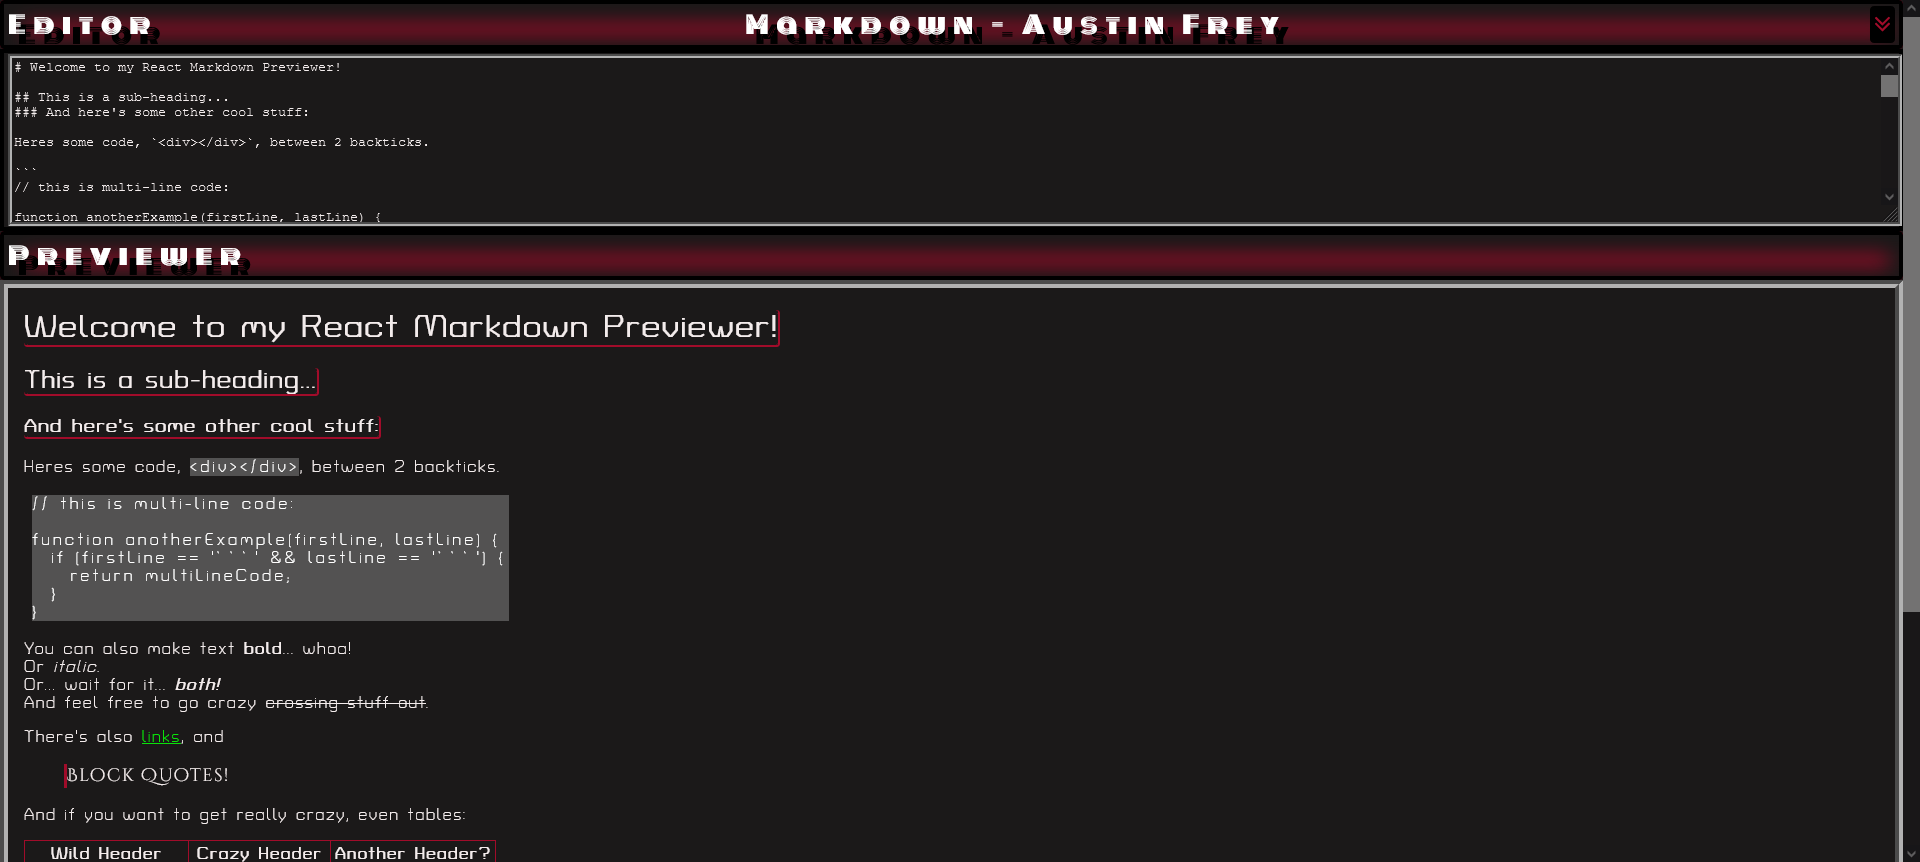 Editor
Markdown - Austin Frey
# Welcome to my React Markdown Previewer!
## This is a sub-heading...
### And here's some other cool stuff:
Heres some code, `<div></div>`, between 2 backticks.
```
// this is multi-line code:
function anotherExample(firstLine, lastLine) {
Previewer
Welcome to my React Markdown Previewer!
This is a sub-heading...
And here's some other cool stuff:
Heres some code, <div></div>, between 2 backticks.
// this is multi-line code:
function anotherExample(firstLine, lastLine) {
if (firstLine == '```' && lastLine == '```') {
return multiLineCode;
}
}
You can also make text bold... whoa!
Or italic.
Or... wait for it... both!
And feel free to go crazy crossing stuff out.
There's also links, and
Block Quotes!
And if you want to get really crazy, even tables:
Wild Header Crazy Header Another Header?